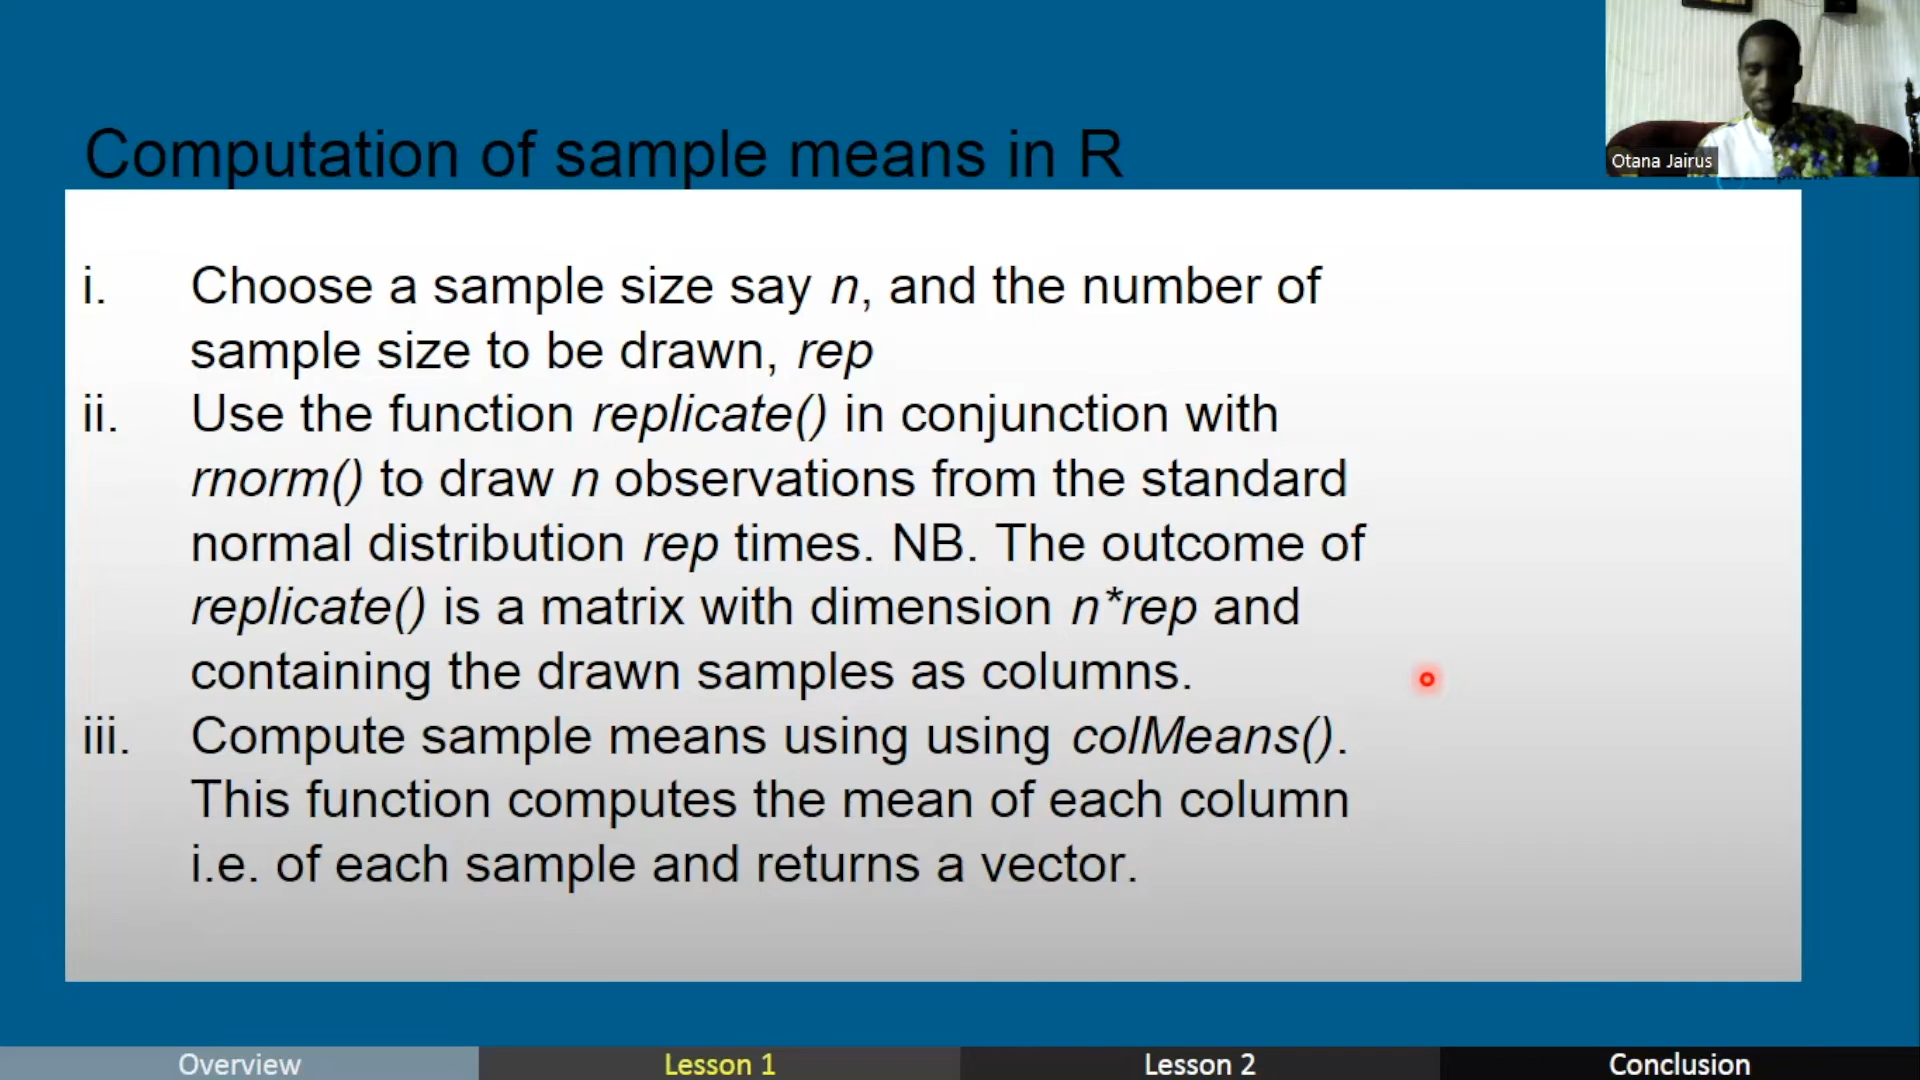 Computation of sample means in R
Otana Jairus
i. Choose a sample size say n, and the number of
sample size to be drawn, rep
ii. Use the function replicate() in conjunction with
rnorm() to draw n observations from the standard
normal distribution rep times. NB. The outcome of
replicate() is a matrix with dimension n*rep and
containing the drawn samples as columns.
iii. Compute sample means using using colMeans().
This function computes the mean of each column
i.e. of each sample and returns a vector.
Overview
Lesson 1
Lesson 2
Conclusion